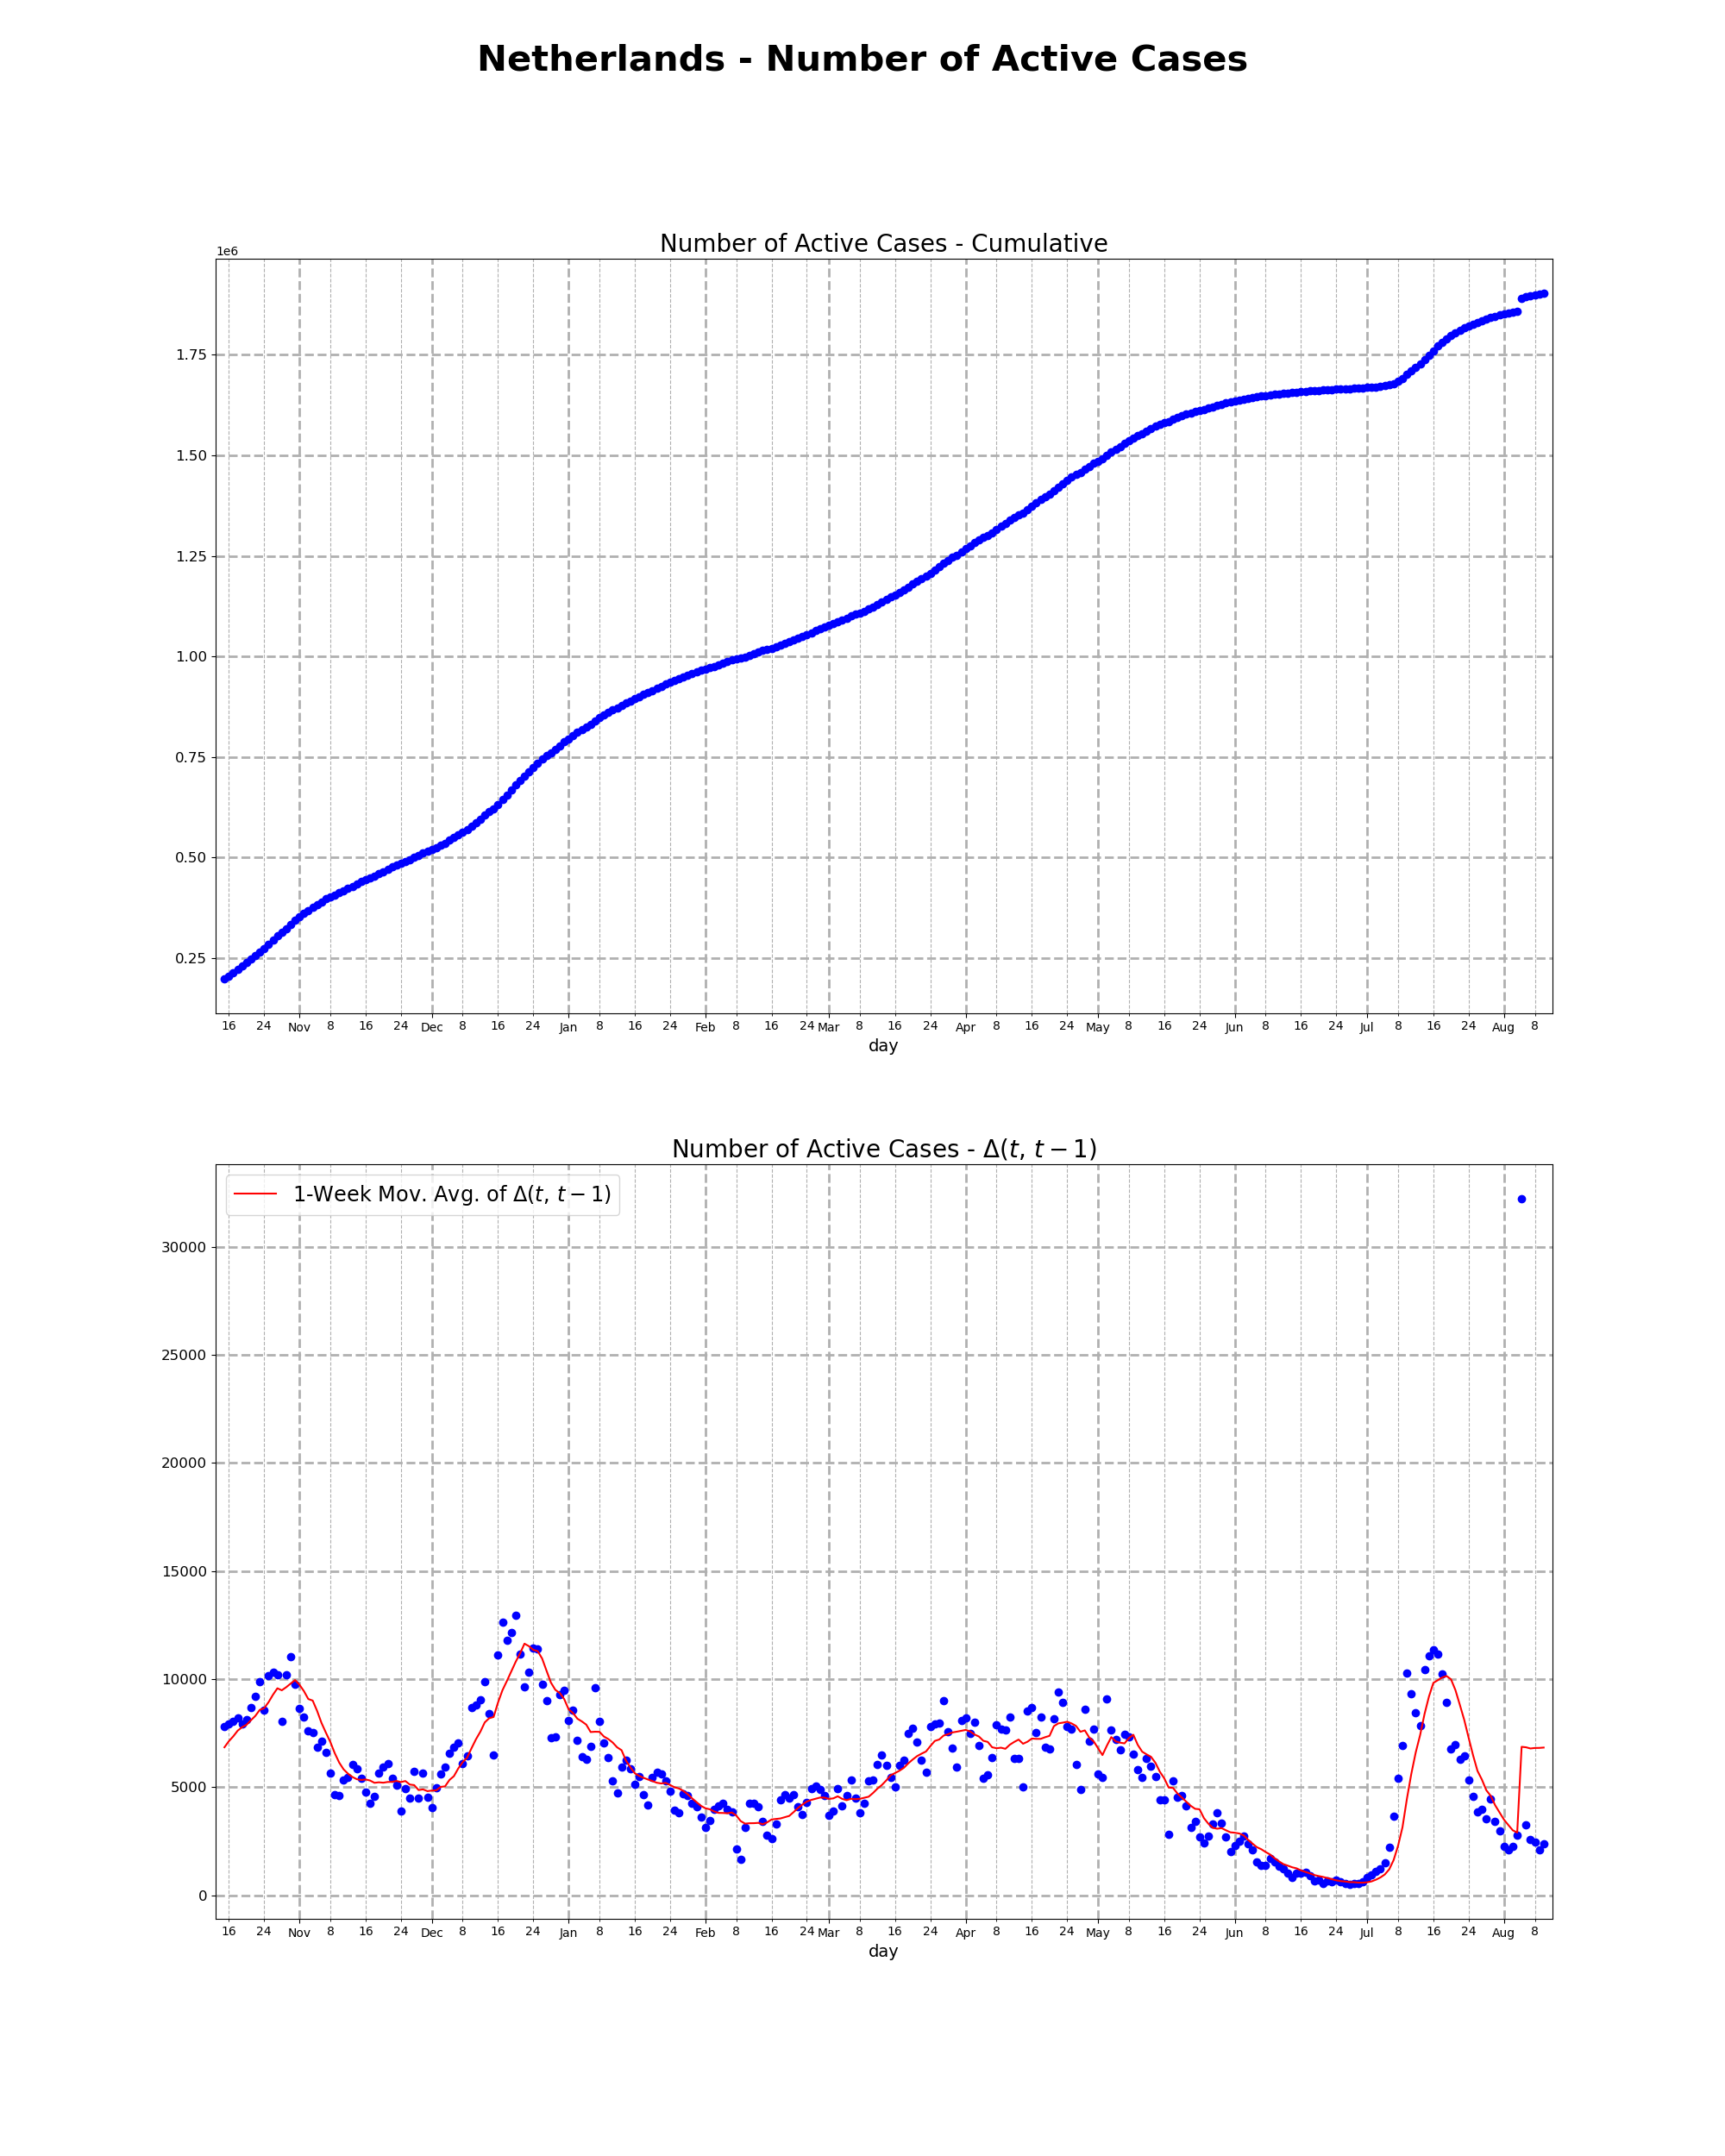 Netherlands - Number of Active Cases
Number of Active Cases - Cumulative
1e6
1.75
1.50
1.25
1.00
0.75
0.50
0.25
16 24 Nov 8 16 24 Dec 8 16 24 Jan 8 16 24 Feb 8 16 24 Mar 8 16 24 Apr 8 16 24 May 8 16 24 Jun 8 16 24 Jul 8 16 24 Aug 8
day
Number of Active Cases - Δ(t, t − 1)
1-Week Mov. Avg. of Δ(t, t − 1)
30000
25000
20000
15000
10000
5000
0
16 24 Nov 8 16 24 Dec 8 16 24 Jan 8 16 24 Feb 8 16 24 Mar 8 16 24 Apr 8 16 24 May 8 16 24 Jun 8 16 24 Jul 8 16 24 Aug 8
day